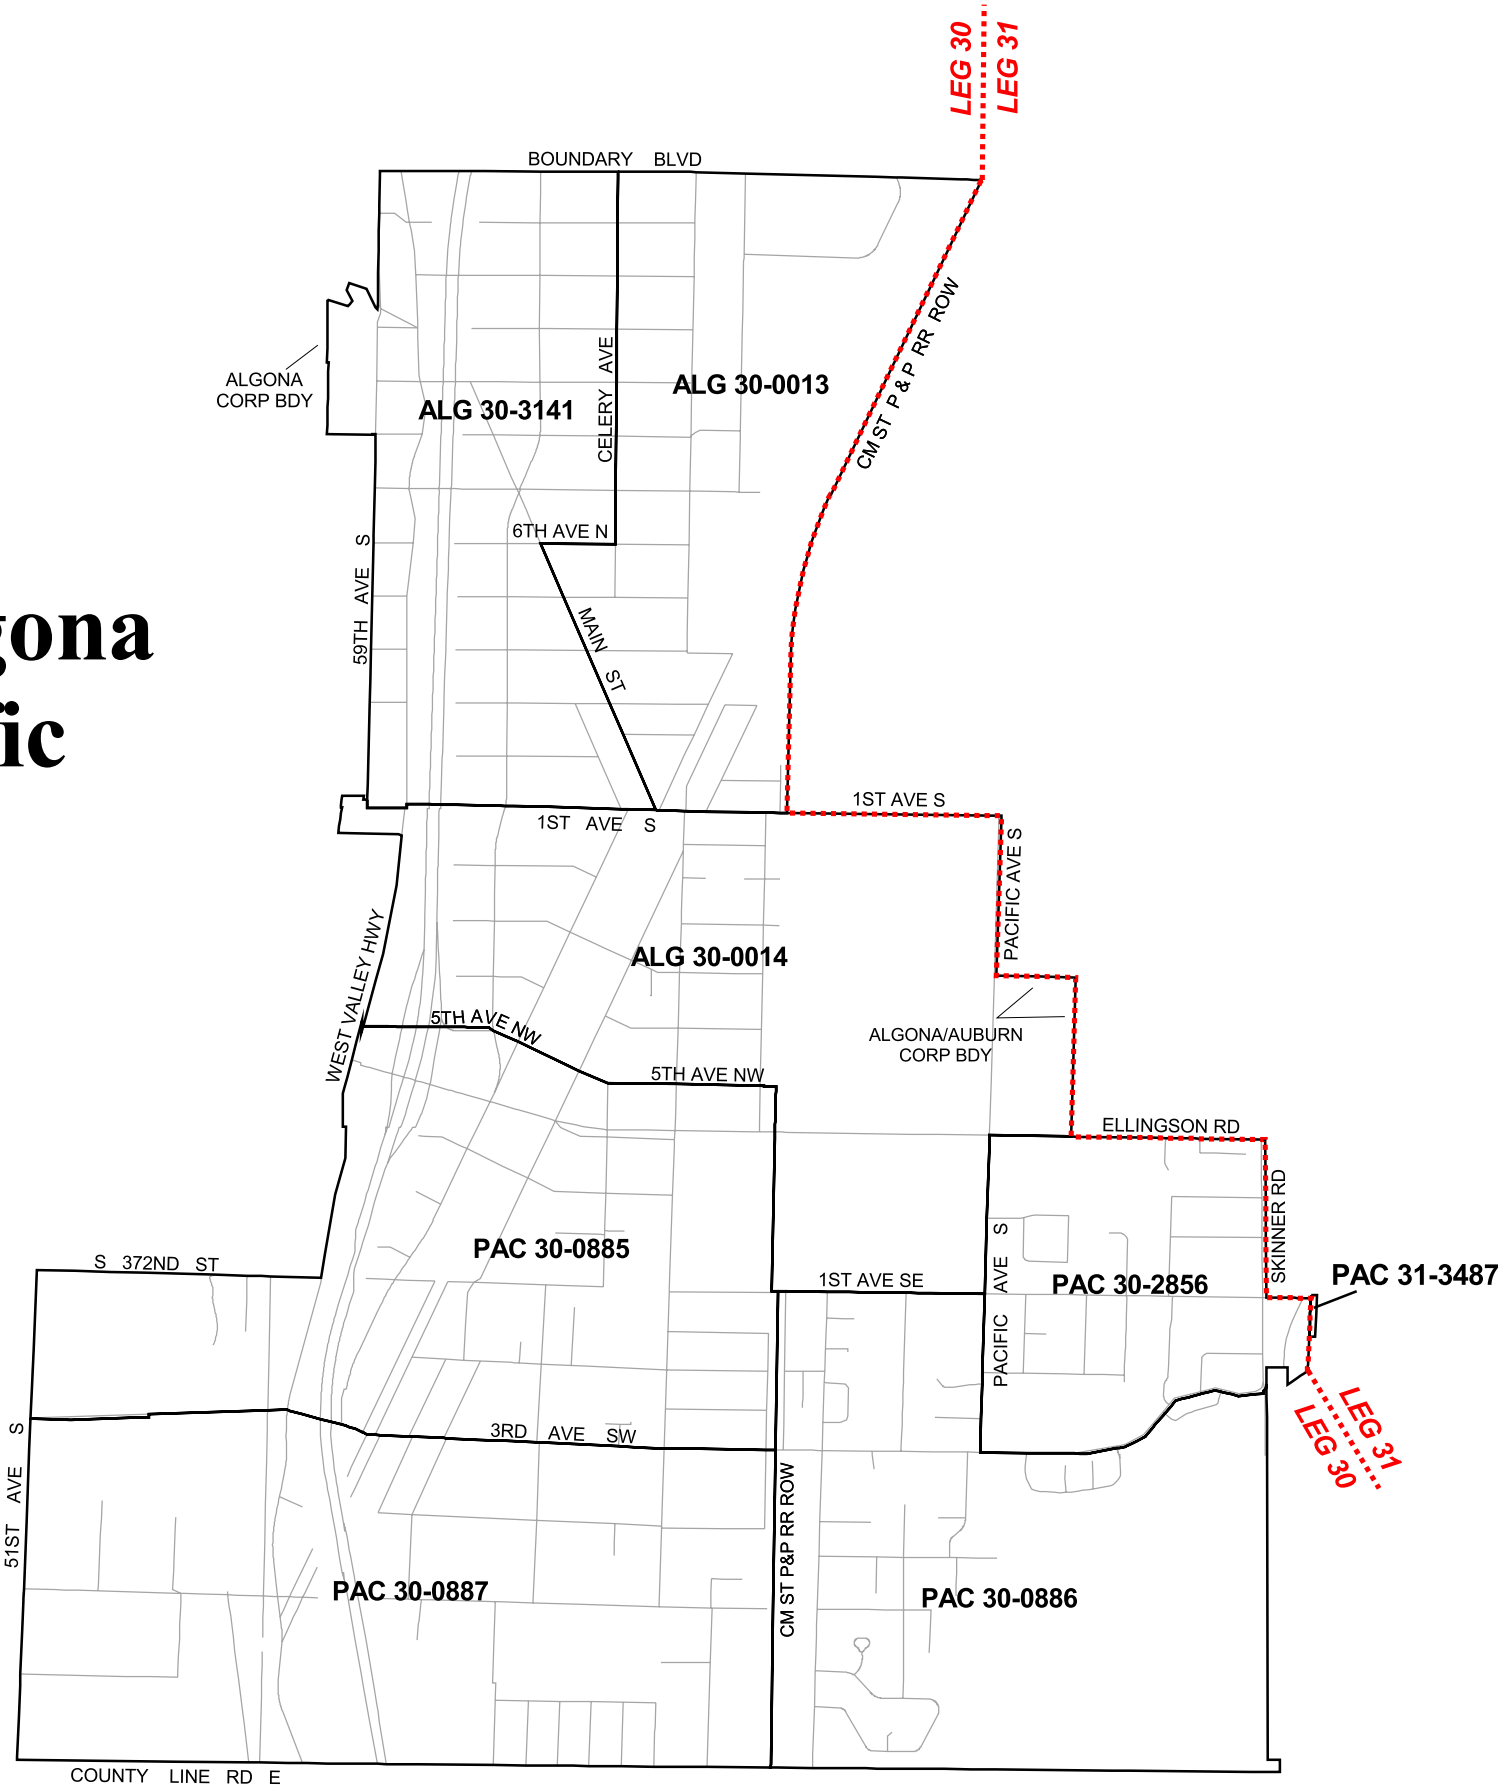 LEG 30
LEG 31
BOUNDARY BLVD
CM ST P & P RR ROW
ALGONA
CORP BDY
CELERY AVE
ALG 30-0013
ALG 30-3141
6TH AVE N
59TH AVE S
gona
ic
MAIN ST
1ST AVE S
1ST AVE S
PACIFIC AVE S
WEST VALLEY HWY
ALG 30-0014
5TH AVE NW
ALGONA/AUBURN
CORP BDY
5TH AVE NW
ELLINGSON RD
SKINNER RD
PAC 30-0885
S 372ND ST
1ST AVE SE
PACIFIC AVE S
PAC 30-2856
PAC 31-3487
LEG 31
LEG 30
3RD AVE SW
51ST AVE S
CM ST P&P RR ROW
PAC 30-0887
PAC 30-0886
COUNTY LINE RD E